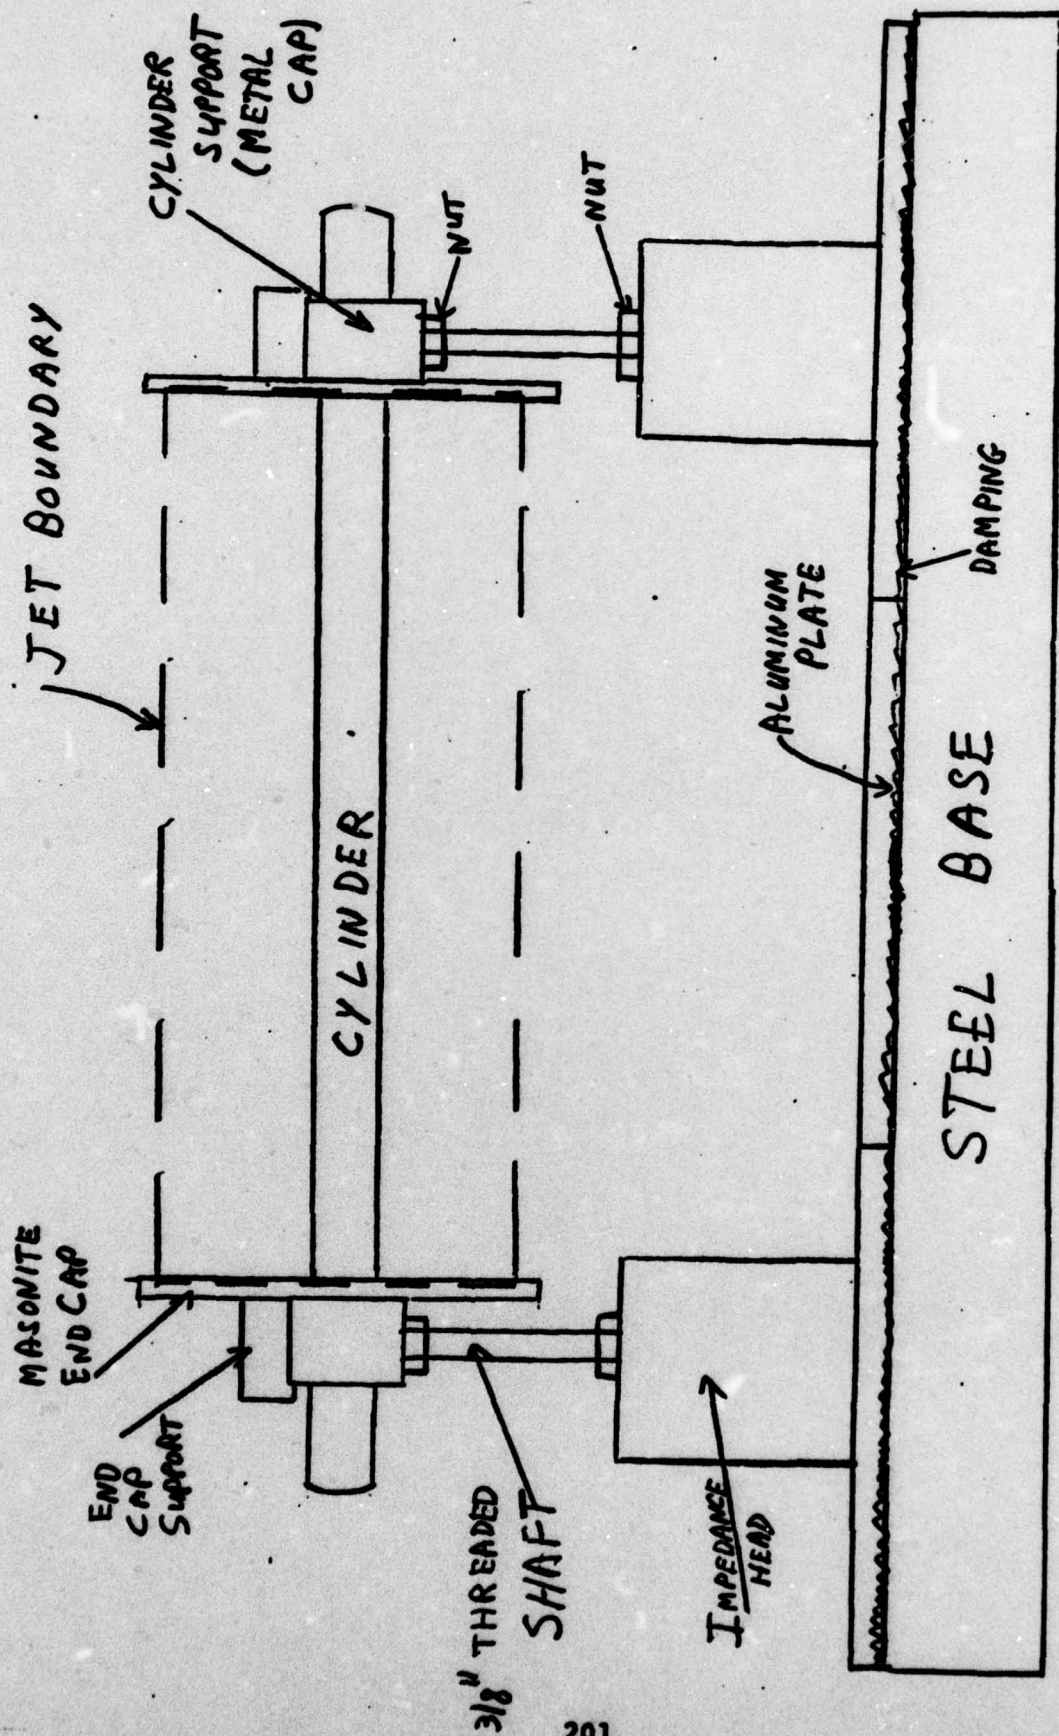 JET BOUNDARY
CYLINDER
SUPPORT
(METAL
CAP)
MASONITE
END CAP
END
CAP
SUPPORT
CYLINDER
NUT
NUT
3/8" THREADED
SHAFT
IMPEDANCE
HEAD
ALUMINUM
PLATE
DAMPING
STEEL BASE
201